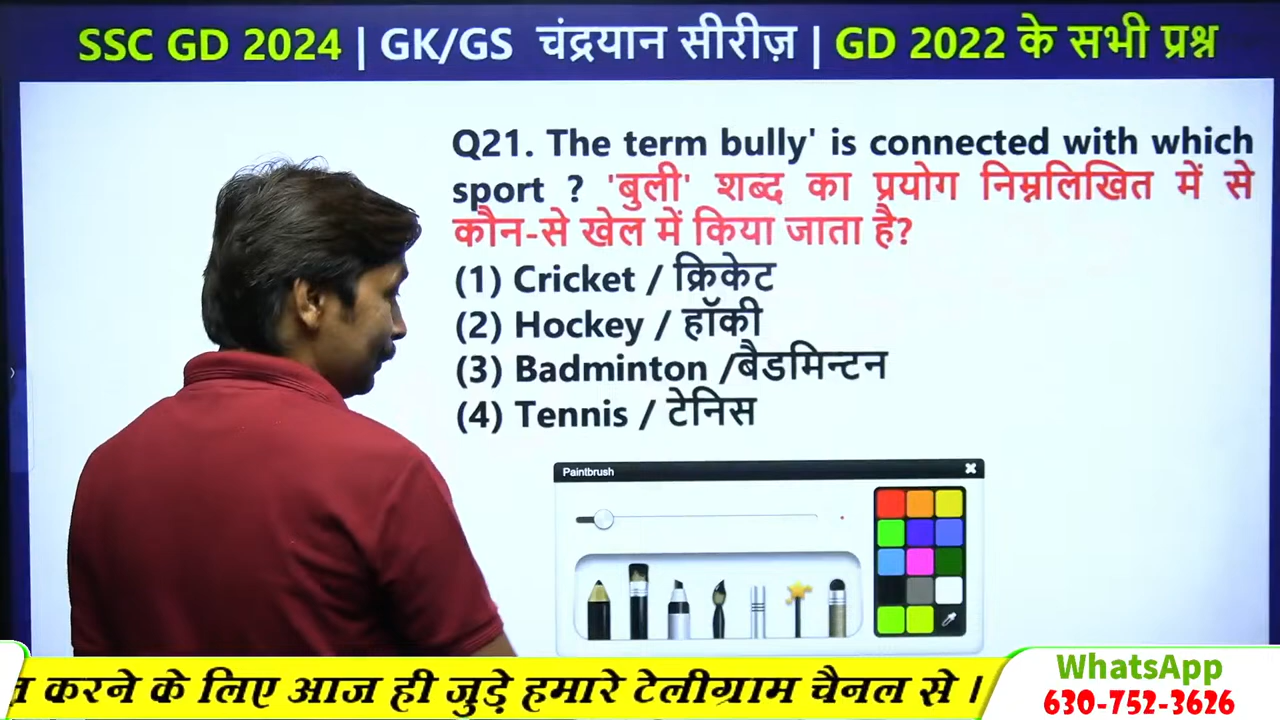 SSC GD 2024 | GK/GS चंद्रयान सीरीज़ | GD 2022 के सभी प्रश्न
Q21. The term bully' is connected with which
sport ? 'बुली' शब्द का प्रयोग निम्नलिखित में से
कौन-से खेल में किया जाता है?
(1) Cricket / क्रिकेट
(2) Hockey / हॉकी
(3) Badminton /बैडमिन्टन
(4) Tennis / टेनिस
Paintbrush
करने के लिए आज ही जुड़े हमारे टेलीग्राम चैनल से ।
WhatsApp
630-752-3626